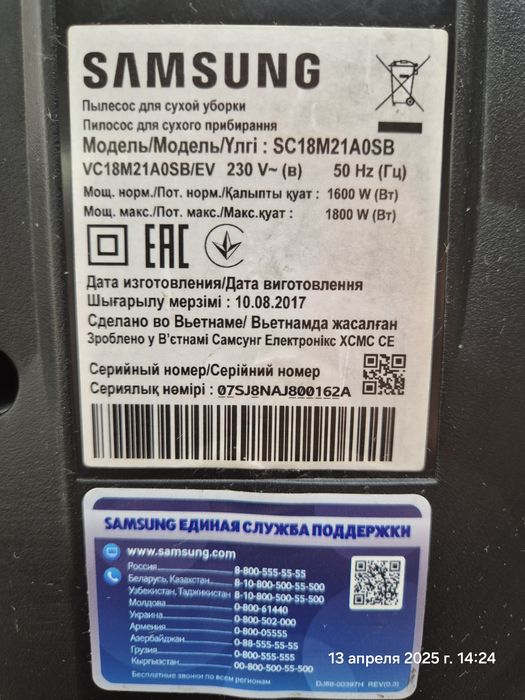 SAMSUNG
Пылесос для сухой уборки
Пилосос для сухого прибирання
Модель/Модель/Үлгі : SC18M21A0SB
VC18M21A0SB/EV 230 V~ (в) 50 Hz (Гц)
Мощ. норм./Пот. норм./Қалыпты қуат : 1600 W (Вт)
Мощ. макс./Пот. макс./Макс.қуат : 1800 W (Вт)
EAC
Дата изготовления/Дата виготовлення
Шығарылу мерзімі : 10.08.2017
Сделано во Вьетнаме/ Вьетнамда жасалған
Зроблено у В'єтнамі Самсунг Електронікс ХСМС СЕ
Серийный номер/Серійний номер
Сериялық нөмірі : 07SJ8NAJ800162A
SAMSUNG ЕДИНАЯ СЛУЖБА ПОДДЕРЖКИ
www.samsung.com
Россия 8-800-555-55-55
Беларусь, Казахстан 8-10-800-500-55-500
Узбекистан, Таджикистан 8-10-800-500-55-500
Молдова 0-800-61440
Украина 0-800-502-000
Армения 0-800-05555
Азербайджан 0-88-555-55-55
Грузия 0-800-555-555
Кыргызстан 00-800-500-55-500
Бесплатные звонки по всем регионам
DJ68-00397H REV(0.3)
13 апреля 2025 г. 14:24